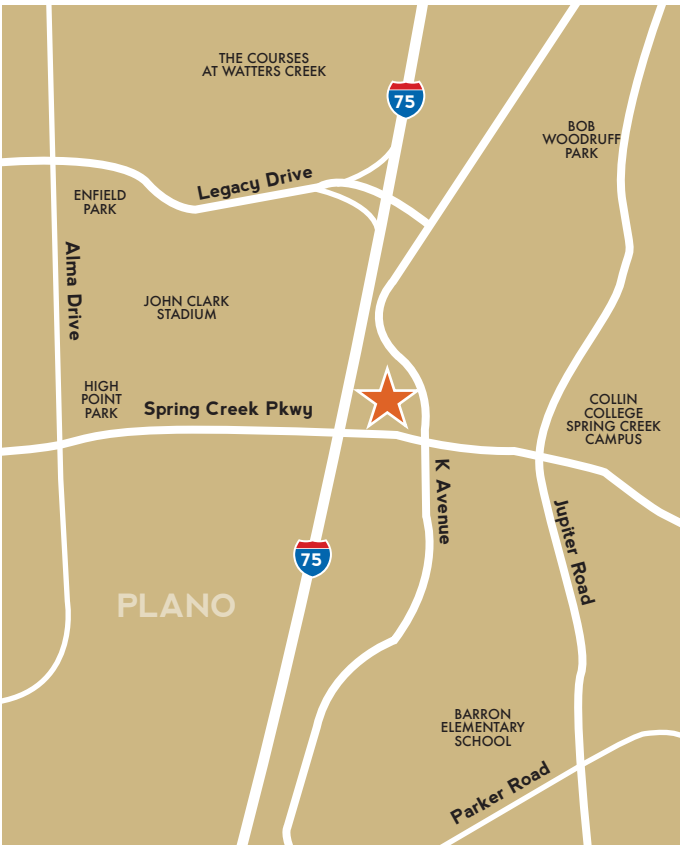 THE COURSES
AT WATTERS CREEK
75
BOB
WOODRUFF
PARK
Legacy Drive
ENFIELD
PARK
Alma Drive
JOHN CLARK
STADIUM
HIGH
POINT
PARK
Spring Creek Pkwy
COLLIN
COLLEGE
SPRING CREEK
CAMPUS
K Avenue
Jupiter Road
75
PLANO
BARRON
ELEMENTARY
SCHOOL
Parker Road